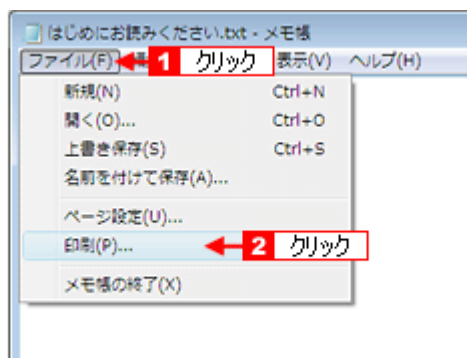 はじめにお読みください.txt - メモ帳
ファイル(F) 1 クリック 表示(V) ヘルプ(H)
新規(N) Ctrl+N
開く(O)... Ctrl+O
上書き保存(S) Ctrl+S
名前を付けて保存(A)...
ページ設定(U)...
印刷(P)... 2 クリック
メモ帳の終了(X)